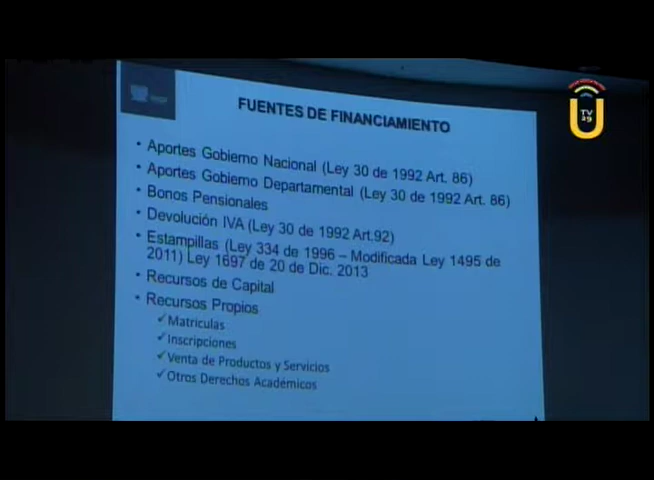 FUENTES DE FINANCIAMIENTO
• Aportes Gobierno Nacional (Ley 30 de 1992 Art. 86)
• Aportes Gobierno Departamental (Ley 30 de 1992 Art. 86)
• Bonos Pensionales
• Devolución IVA (Ley 30 de 1992 Art.92)
• Estampillas (Ley 334 de 1996 – Modificada Ley 1495 de
2011) Ley 1697 de 20 de Dic. 2013
• Recursos de Capital
• Recursos Propios
✓ Matriculas
✓ Inscripciones
✓ Venta de Productos y Servicios
✓ Otros Derechos Académicos
TV